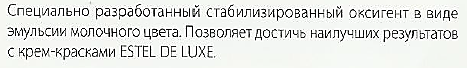 Специально разработанный стабилизированный оксигент в виде
эмульсии молочного цвета. Позволяет достичь наилучших результатов
с крем-красками ESTEL DE LUXE.